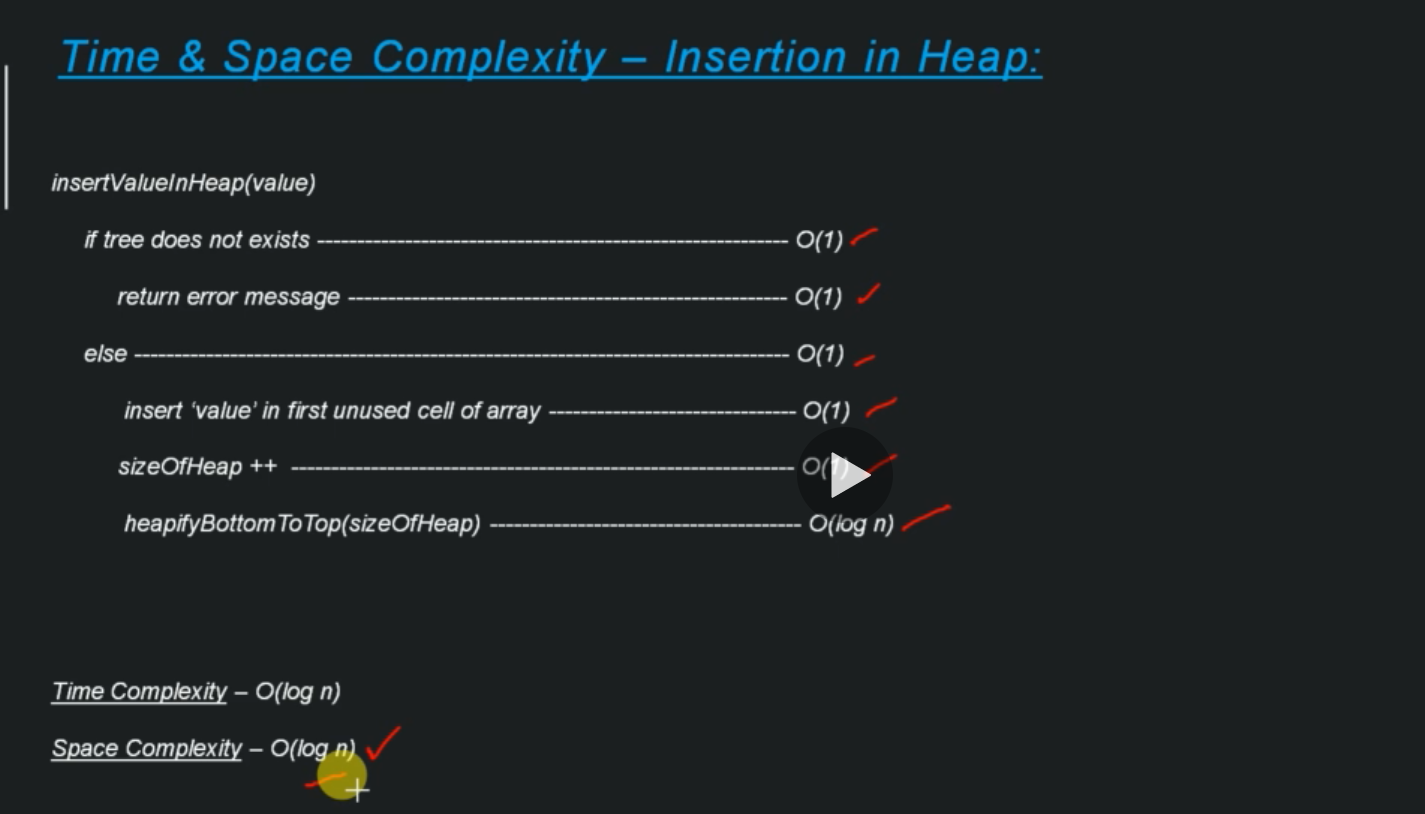 Time & Space Complexity – Insertion in Heap:
insertValueInHeap(value)
if tree does not exists ----------------------------------------------------------- O(1)
return error message ------------------------------------------------------- O(1)
else ---------------------------------------------------------------------------------- O(1)
insert ‘value’ in first unused cell of array ------------------------------- O(1)
sizeOfHeap ++ --------------------------------------------------------------- O(1)
heapifyBottomToTop(sizeOfHeap) --------------------------------------- O(log n)
Time Complexity – O(log n)
Space Complexity – O(log n)